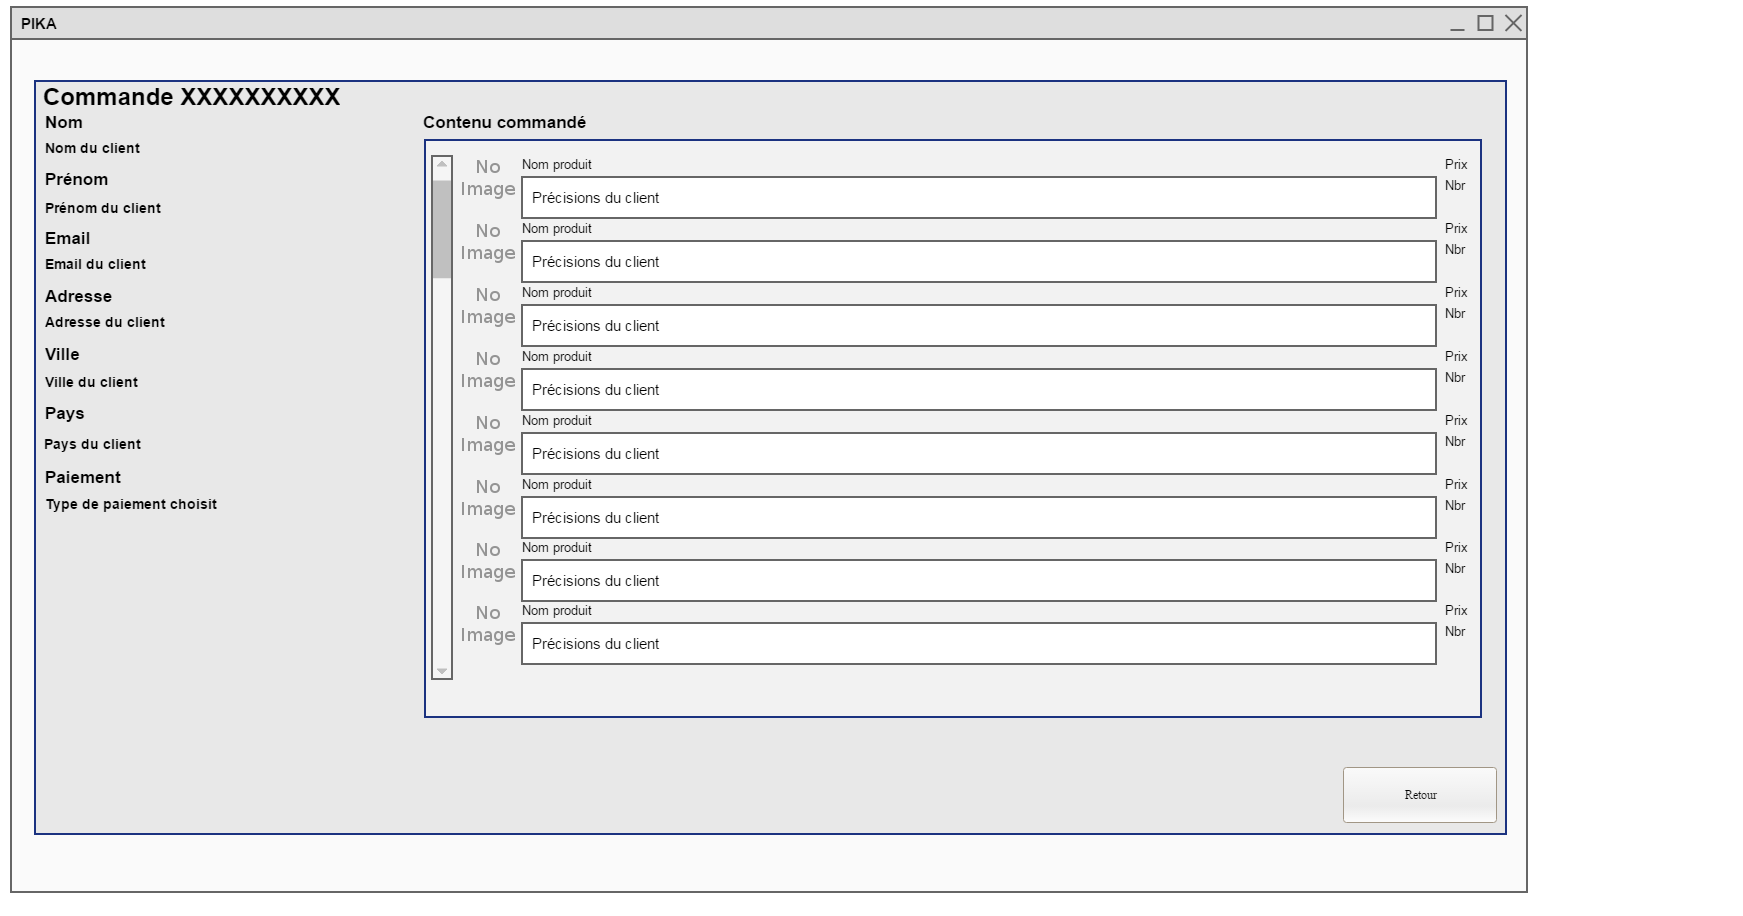 PIKA
Commande XXXXXXXXXX
Nom
Nom du client
Prénom
Prénom du client
Email
Email du client
Adresse
Adresse du client
Ville
Ville du client
Pays
Pays du client
Paiement
Type de paiement choisit
Contenu commandé
No Image
Nom produit
Prix
Précisions du client
Nbr
No Image
Nom produit
Prix
Précisions du client
Nbr
No Image
Nom produit
Prix
Précisions du client
Nbr
No Image
Nom produit
Prix
Précisions du client
Nbr
No Image
Nom produit
Prix
Précisions du client
Nbr
No Image
Nom produit
Prix
Précisions du client
Nbr
No Image
Nom produit
Prix
Précisions du client
Nbr
No Image
Nom produit
Prix
Précisions du client
Nbr
Retour